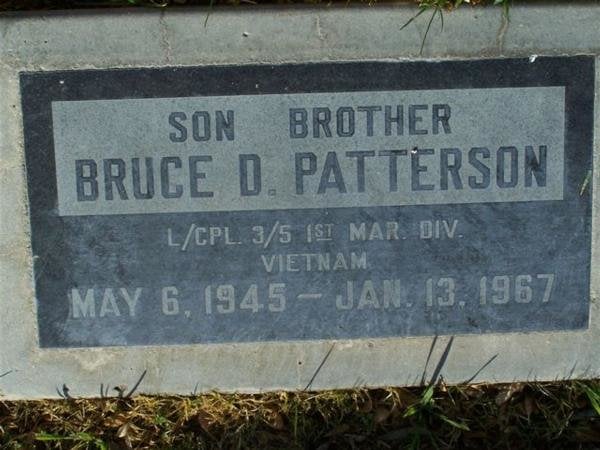 SON BROTHER
BRUCE D. PATTERSON
L/CPL. 3/5 1ST MAR. DIV.
VIETNAM
MAY 6, 1945 — JAN. 13, 1967